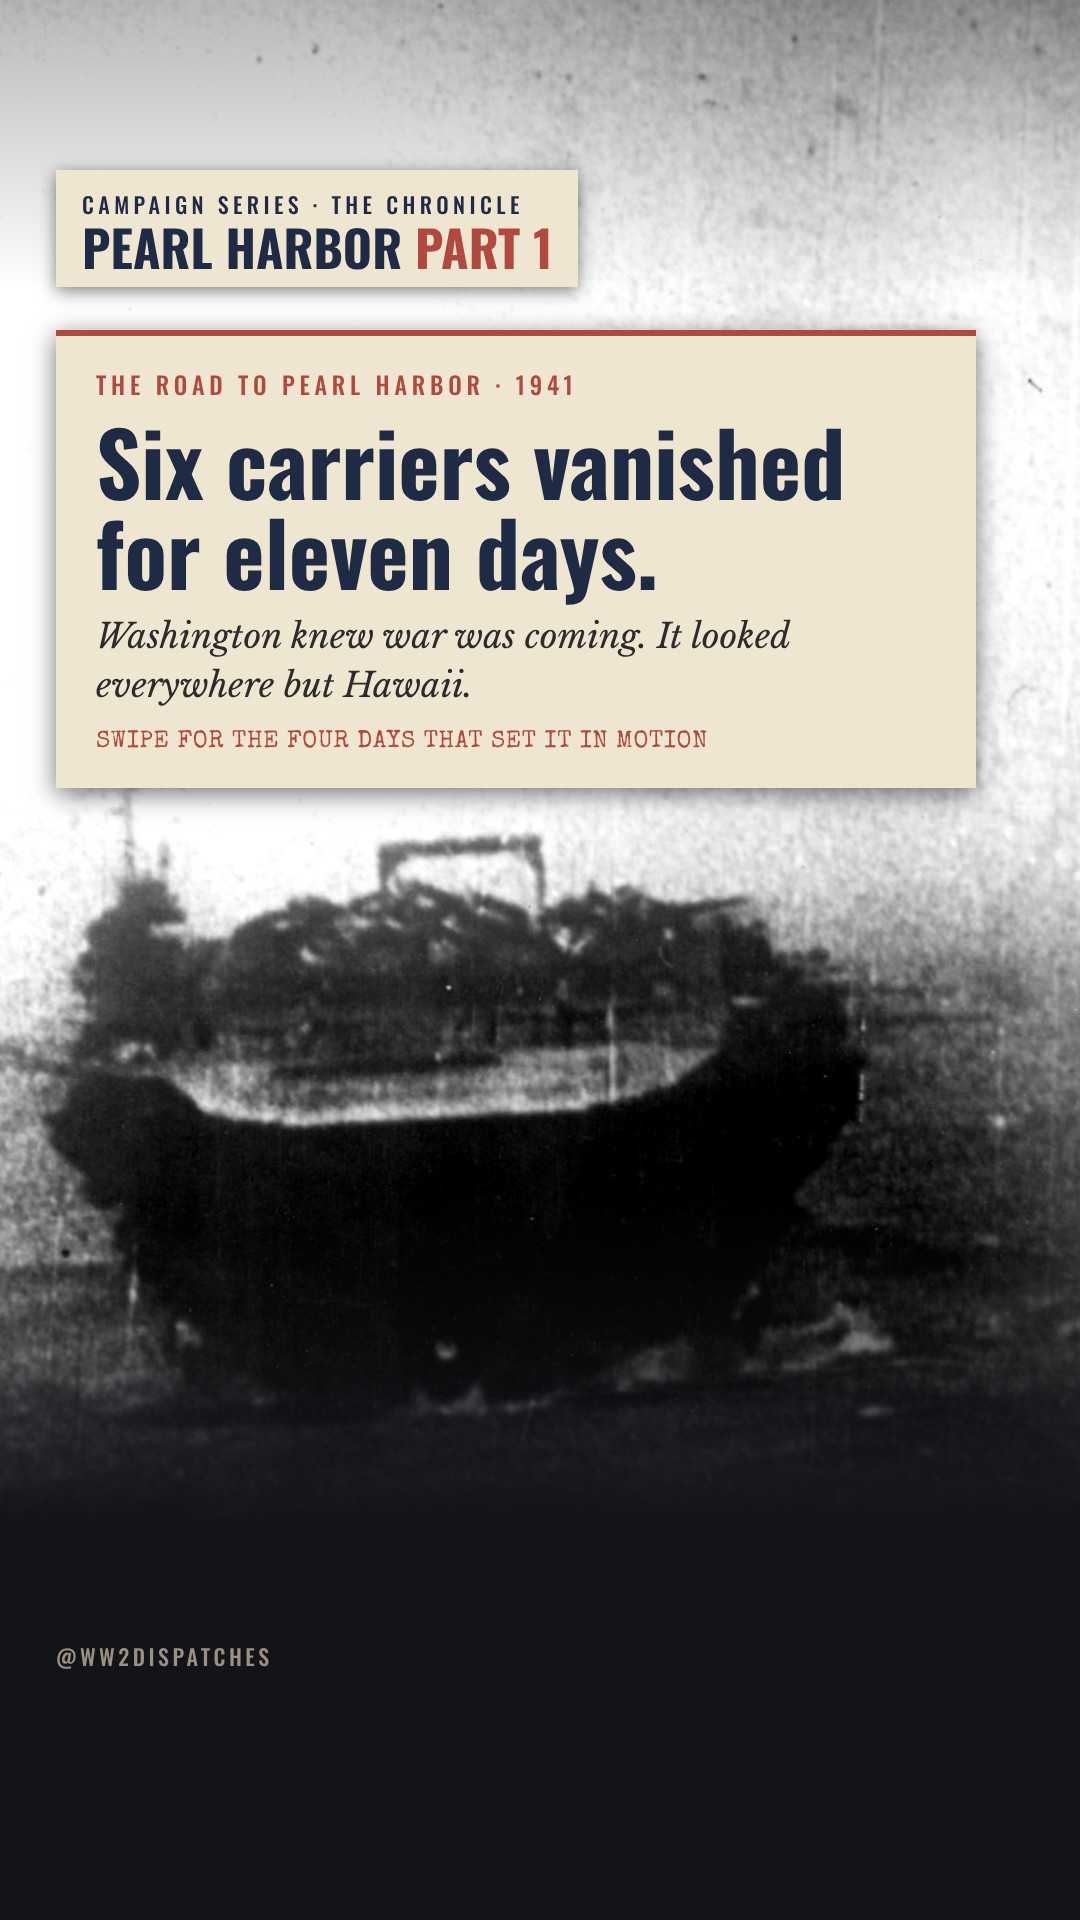 CAMPAIGN SERIES · THE CHRONICLE
PEARL HARBOR PART 1
THE ROAD TO PEARL HARBOR · 1941
Six carriers vanished
for eleven days.
Washington knew war was coming. It looked
everywhere but Hawaii.
SWIPE FOR THE FOUR DAYS THAT SET IT IN MOTION
@WW2DISPATCHES